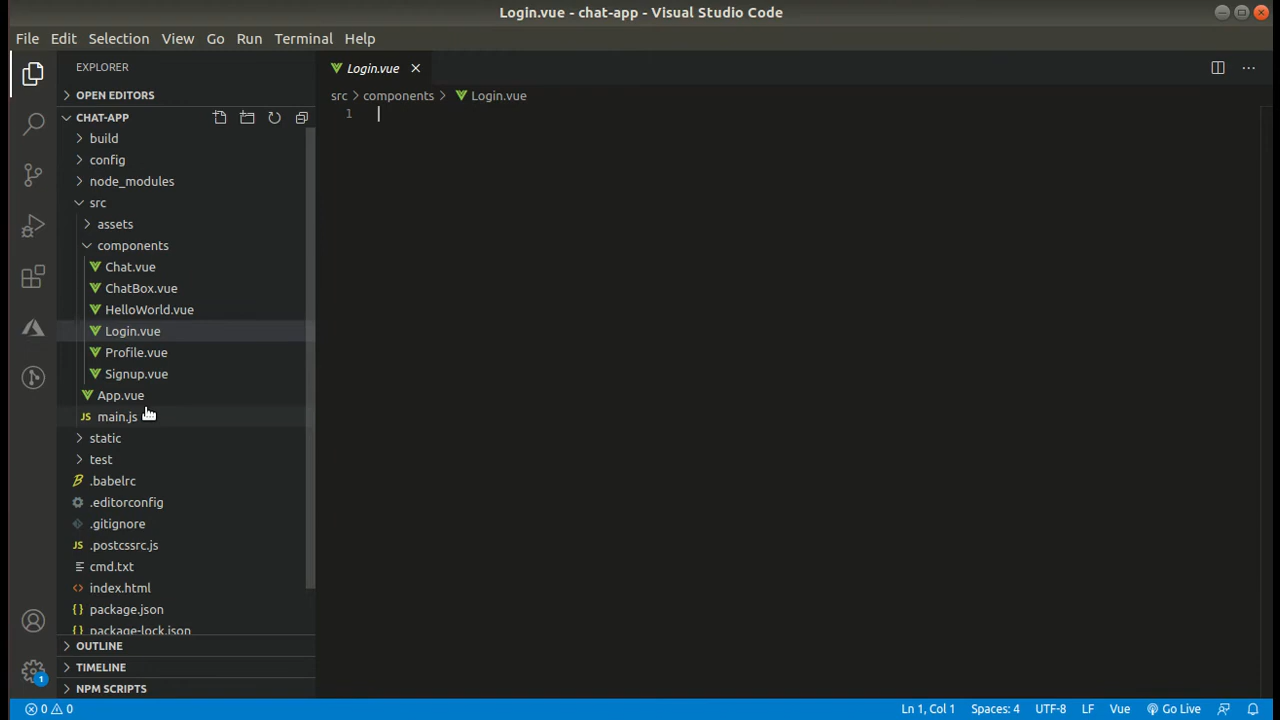 Login.vue - chat-app - Visual Studio Code
File Edit Selection View Go Run Terminal Help
EXPLORER
OPEN EDITORS
CHAT-APP
build
config
node_modules
src
assets
components
Chat.vue
ChatBox.vue
HelloWorld.vue
Login.vue
Profile.vue
Signup.vue
App.vue
JS main.js
static
test
.babelrc
.editorconfig
.gitignore
JS .postcssrc.js
cmd.txt
<> index.html
{} package.json
{} package-lock.json
OUTLINE
TIMELINE
NPM SCRIPTS
Login.vue
src > components > Login.vue
1
1
0 0 Ln 1, Col 1 Spaces: 4 UTF-8 LF Vue Go Live